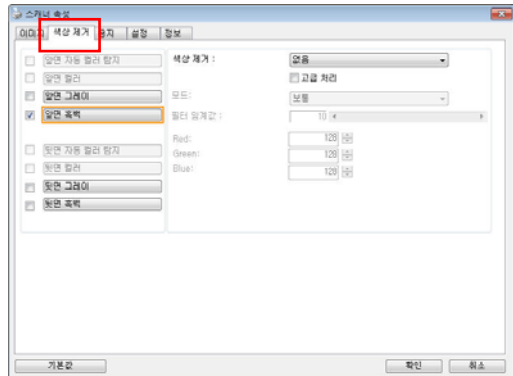 스캐너 속성
이미지 색상 제거 용지 설정 정보
앞면 자동 컬러 탐지
앞면 컬러
앞면 그레이
앞면 흑백
뒷면 자동 컬러 탐지
뒷면 컬러
뒷면 그레이
뒷면 흑백
색상 제거 : 없음
고급 처리
모드: 보통
필터 임계값 : 10
Red: 128
Green: 128
Blue: 128
기본값 확인 취소